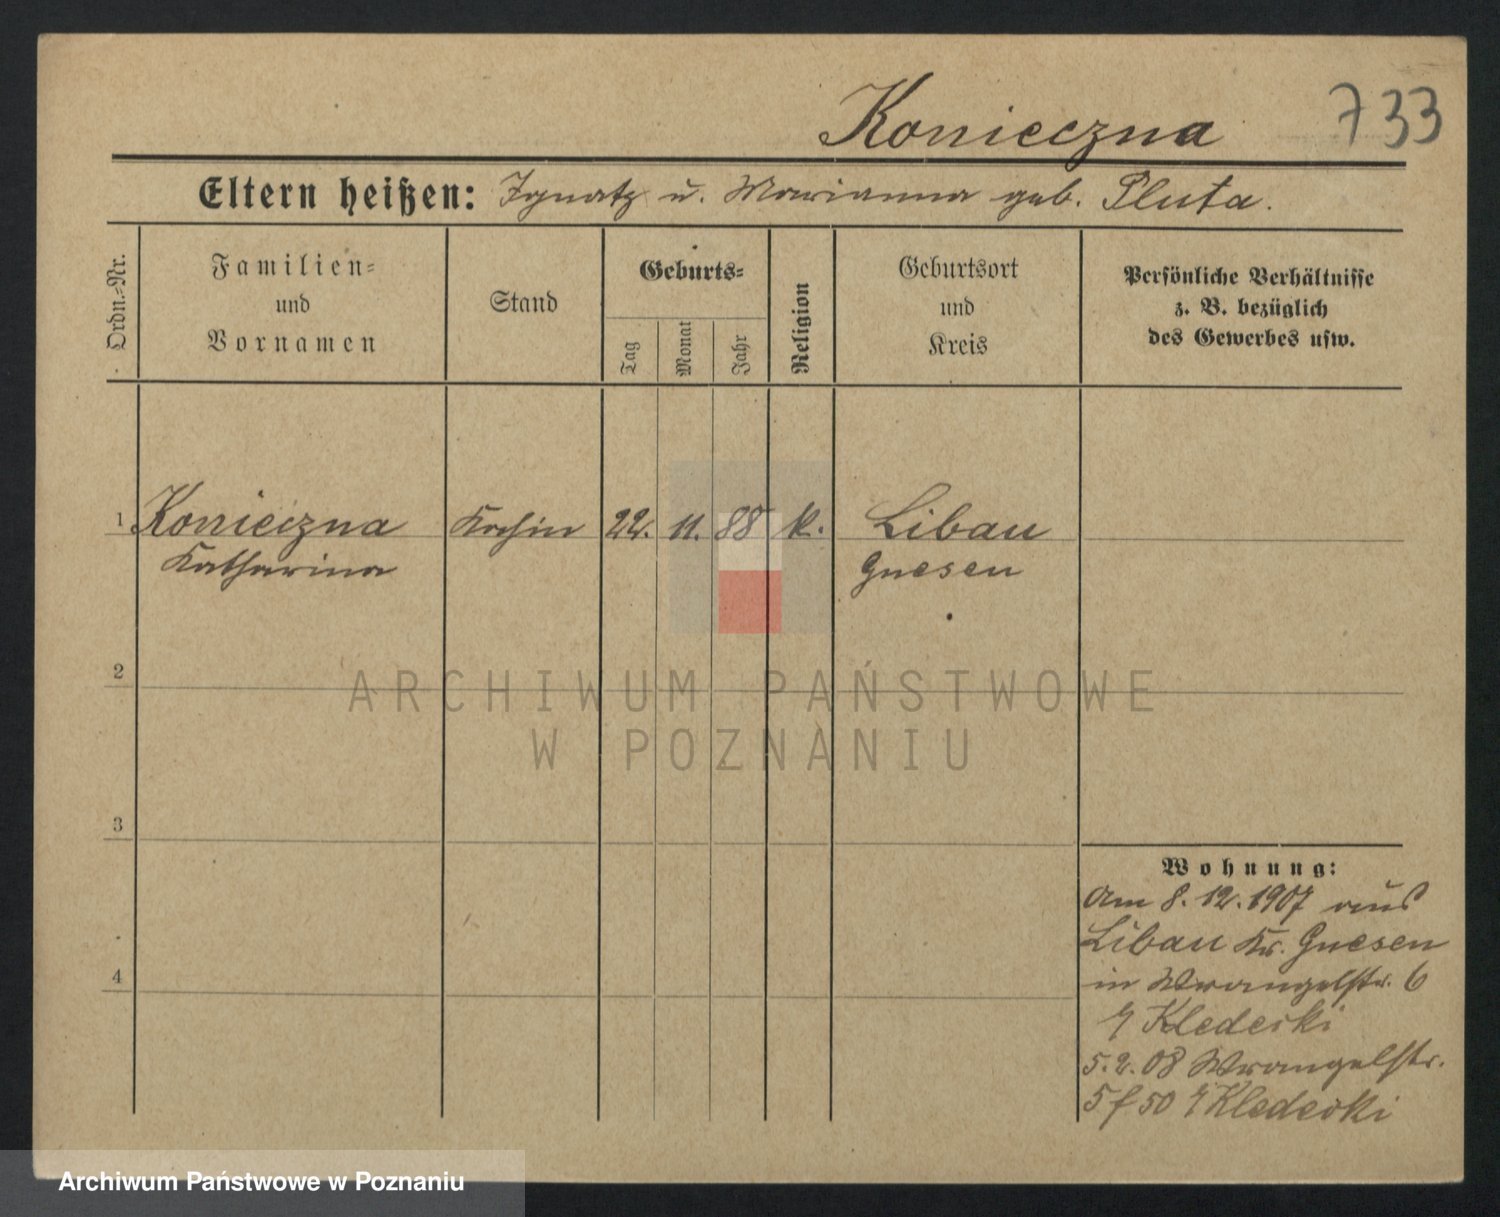 Konieczna 733
Eltern heißen: Ignatz u. Marianna geb. Pluta.
Ordn.-Nr.
Familien-
und
Vornamen
Stand
Geburts-
Tag
Monat
Jahr
Religion
Geburtsort
und
Kreis
Persönliche Verhältnisse
z. B. bezüglich
des Gewerbes usw.
1 Konieczna Köchin 22. 11. 88 k. Libau
Katharina Gnesen
2
ARCHIWUM PAŃSTWOWE
W POZNANIU
3
4
Wohnung:
Am 8.12.1907 aus
Libau Kr. Gnesen
in Wrangelstr. 6
Kledecki
5.2.08 Wrangelstr.
5 f 50 Kledecki
Archiwum Państwowe w Poznaniu